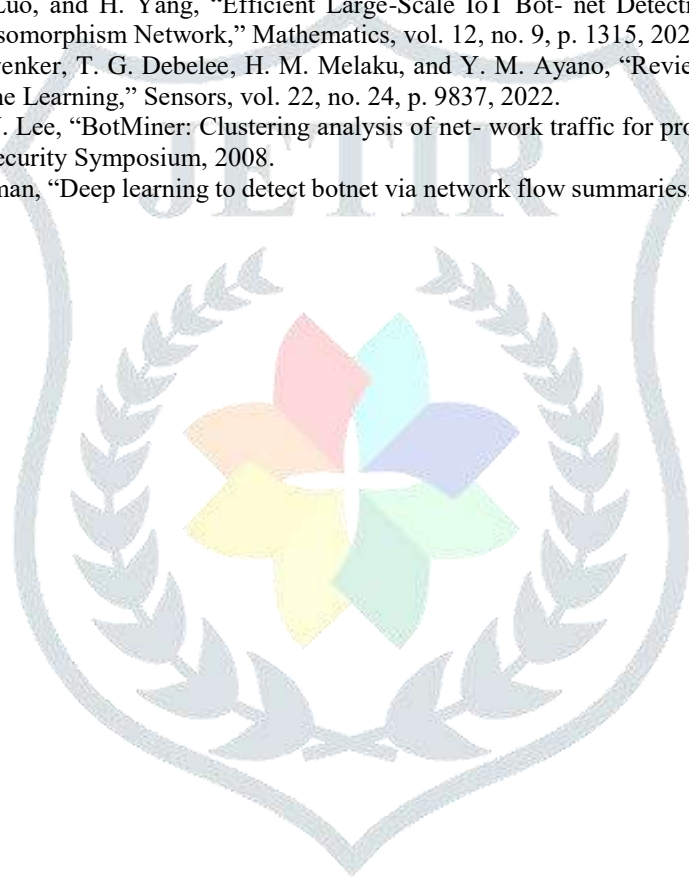 Luo, and H. Yang, “Efficient Large-Scale IoT Bot- net Detecti
somorphism Network,” Mathematics, vol. 12, no. 9, p. 1315, 202
enker, T. G. Debelee, H. M. Melaku, and Y. M. Ayano, “Revie
ne Learning,” Sensors, vol. 22, no. 24, p. 9837, 2022.
. Lee, “BotMiner: Clustering analysis of net- work traffic for pro
ecurity Symposium, 2008.
man, “Deep learning to detect botnet via network flow summaries,
JETIR